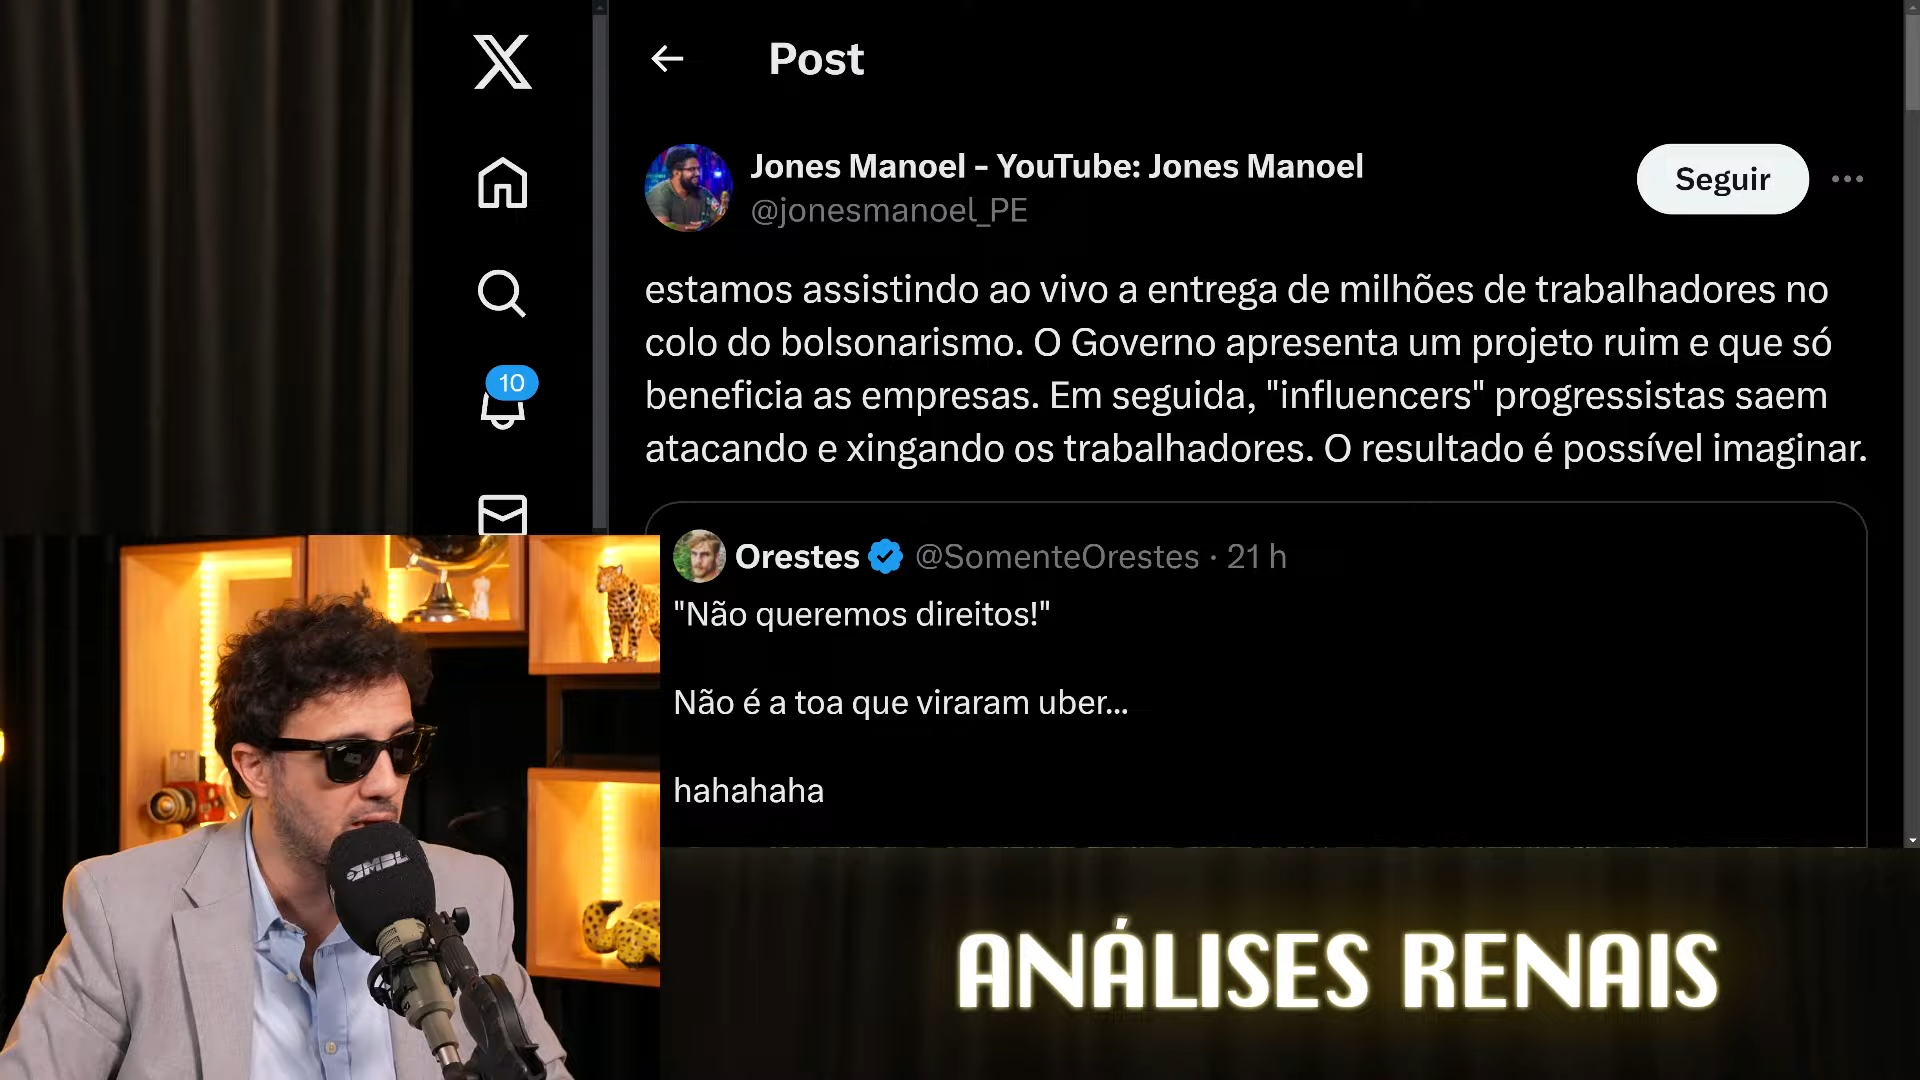 Post
Jones Manoel - YouTube: Jones Manoel
@jonesmanoel_PE
Seguir
estamos assistindo ao vivo a entrega de milhões de trabalhadores no
colo do bolsonarismo. O Governo apresenta um projeto ruim e que só
beneficia as empresas. Em seguida, "influencers" progressistas saem
atacando e xingando os trabalhadores. O resultado é possível imaginar.
10
Orestes @SomenteOrestes · 21 h
"Não queremos direitos!"
Não é a toa que viraram uber...
hahahaha
MBL
ANÁLISES RENAIS